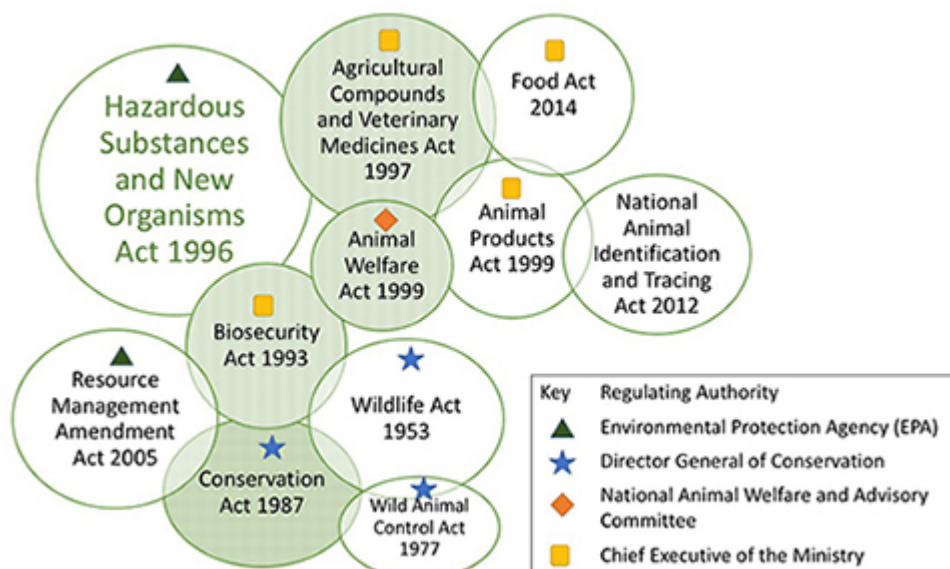 Hazardous
Substances
and New
Organisms
Act 1996
Agricultural
Compounds
and Veterinary
Medicines Act
1997
Food Act
2014
Animal
Welfare
Act 1999
Animal
Products
Act 1999
National
Animal
Identification
and Tracing
Act 2012
Biosecurity
Act 1993
Resource
Management
Amendment
Act 2005
Wildlife Act
1953
Conservation
Act 1987
Wild Animal
Control Act
1977
Key Regulating Authority
Environmental Protection Agency (EPA)
Director General of Conservation
National Animal Welfare and Advisory
Committee
Chief Executive of the Ministry